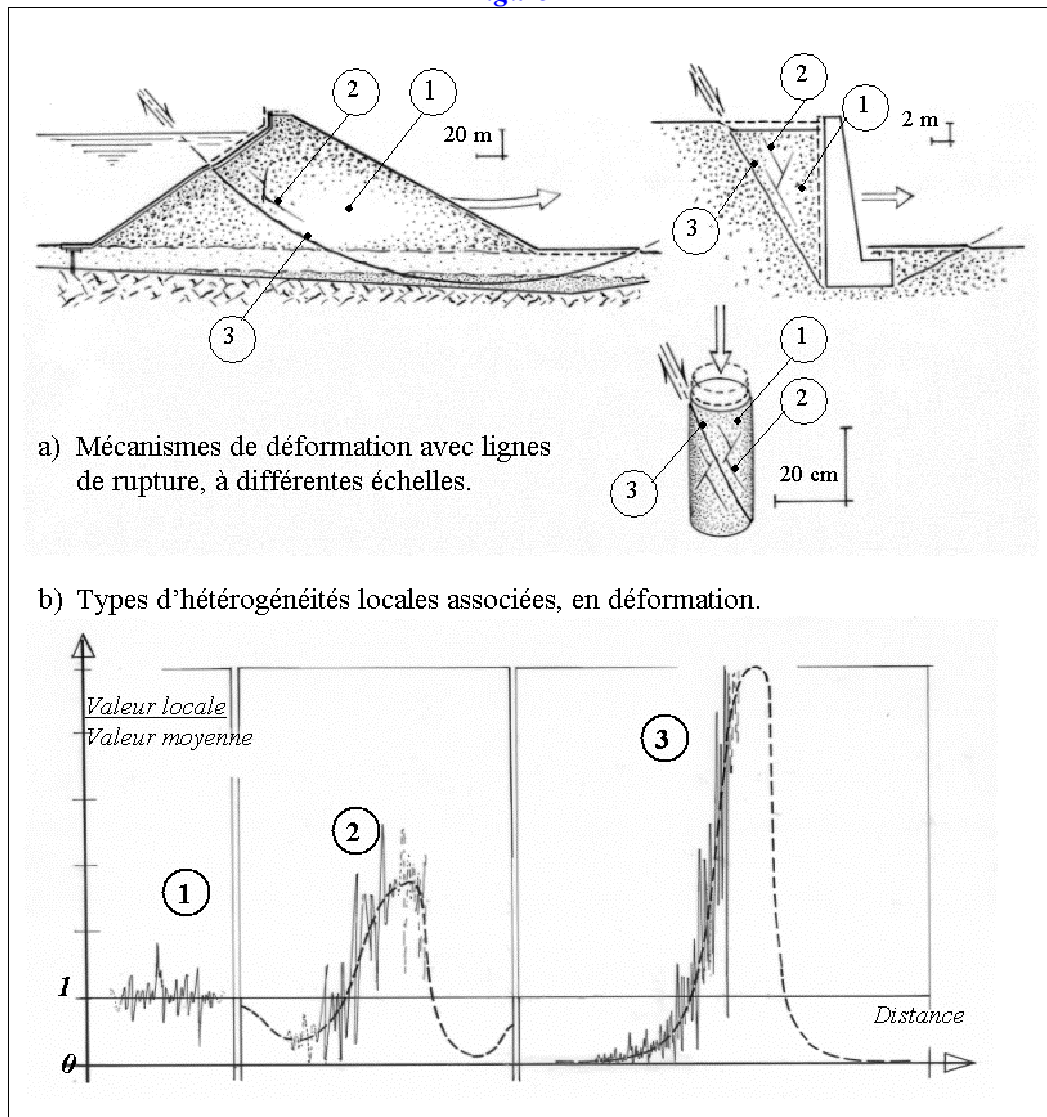 2
1
20 m
3
2
1
2 m
3
1
2
3
20 cm
a) Mécanismes de déformation avec lignes
de rupture, à différentes échelles.
b) Types d'hétérogénéités locales associées, en déformation.
Valeur locale
Valeur moyenne
3
2
1
1
Distance
0